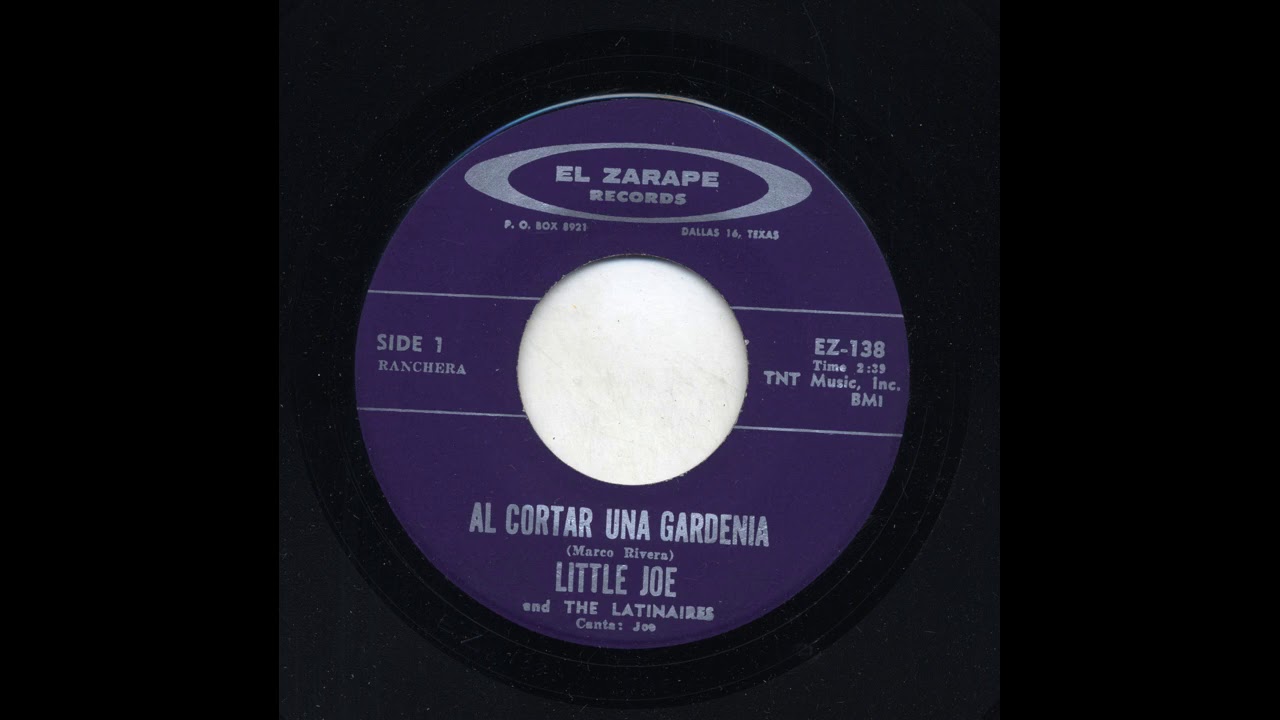 EL ZARAPE
RECORDS
P. O. BOX 8921 DALLAS 16, TEXAS
SIDE 1
RANCHERA
EZ-138
Time 2:39
TNT Music, Inc.
BMI
AL CORTAR UNA GARDENIA
(Marco Rivera)
LITTLE JOE
and THE LATINAIRES
Canta: Joe